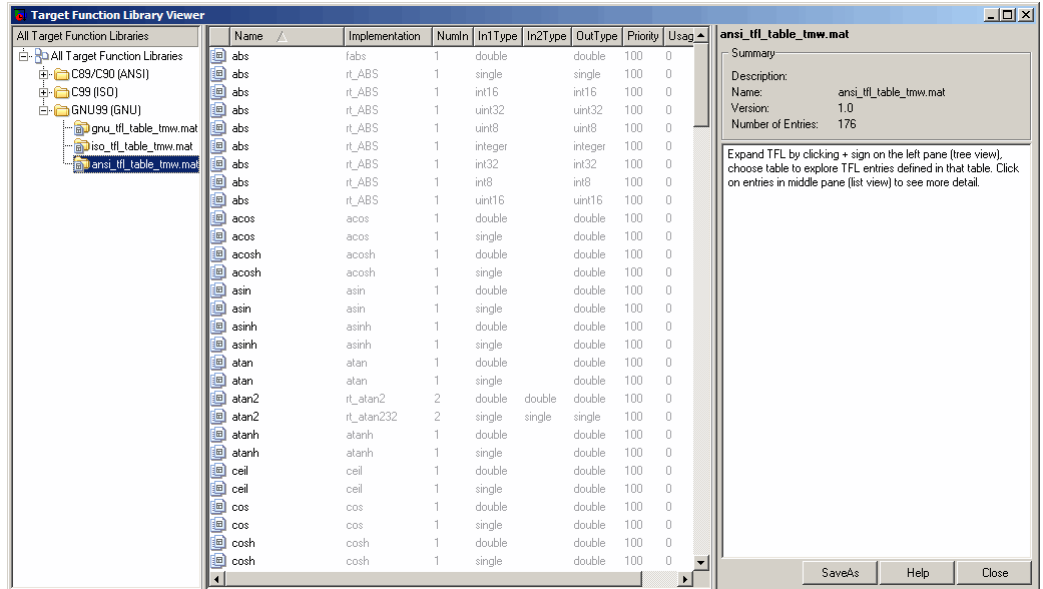 Target Function Library Viewer
All Target Function Libraries
All Target Function Libraries
C89/C90 (ANSI)
C99 (ISO)
GNU99 (GNU)
gnu_tfl_table_tmw.mat
iso_tfl_table_tmw.mat
ansi_tfl_table_tmw.mat
Name Implementation NumIn In1Type In2Type OutType Priority Usag
abs fabs 1 double double 100 0
abs rt_ABS 1 single single 100 0
abs rt_ABS 1 int16 int16 100 0
abs rt_ABS 1 uint32 uint32 100 0
abs rt_ABS 1 uint8 uint8 100 0
abs rt_ABS 1 integer integer 100 0
abs rt_ABS 1 int32 int32 100 0
abs rt_ABS 1 int8 int8 100 0
abs rt_ABS 1 uint16 uint16 100 0
acos acos 1 double double 100 0
acos acos 1 single double 100 0
acosh acosh 1 double double 100 0
acosh acosh 1 single double 100 0
asin asin 1 double double 100 0
asin asin 1 single double 100 0
asinh asinh 1 double double 100 0
asinh asinh 1 single double 100 0
atan atan 1 double double 100 0
atan atan 1 single double 100 0
atan2 rt_atan2 2 double double double 100 0
atan2 rt_atan232 2 single single single 100 0
atanh atanh 1 double double 100 0
atanh atanh 1 single double 100 0
ceil ceil 1 double double 100 0
ceil ceil 1 single double 100 0
cos cos 1 double double 100 0
cos cos 1 single double 100 0
cosh cosh 1 double double 100 0
cosh cosh 1 single double 100 0
ansi_tfl_table_tmw.mat
Summary
Description:
Name: ansi_tfl_table_tmw.mat
Version: 1.0
Number of Entries: 176
Expand TFL by clicking + sign on the left pane (tree view),
choose table to explore TFL entries defined in that table. Click
on entries in middle pane (list view) to see more detail.
SaveAs Help Close